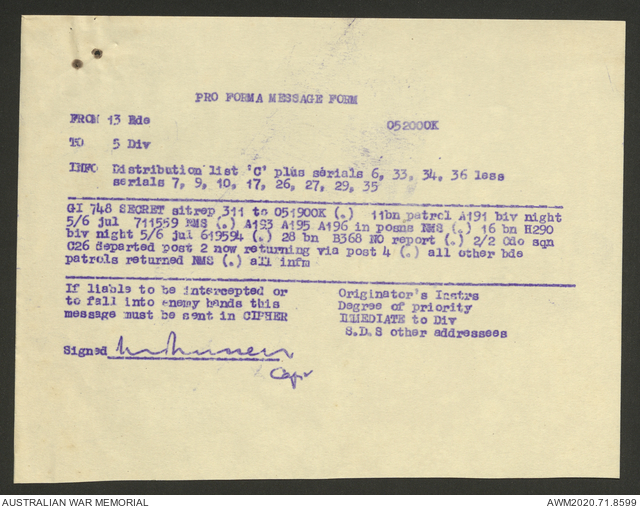 PRO FORMA MESSAGE FORM
FROM 13 Bde
052000K
TO 5 Div
INFO Distribution list 'C' plus serials 6, 33, 34, 36 less
serials 7, 9, 10, 17, 26, 27, 29, 35
GI 748 SECRET sitrep 311 to 051900K (.) 11bn patrol A191 biv night
5/6 jul 711559 NMS (.) A193 A195 A196 in posns NMS (.) 16 bn H290
biv night 5/6 jul 619594 (.) 28 bn B368 NO report (.) 2/2 Cdo sqn
C26 departed post 2 now returning via post 4 (.) all other bde
patrols returned NMS (.) all infm
If liable to be intercepted or
to fall into enemy hands this
message must be sent in CIPHER
Originator's Instrs
Degree of priority
IMMEDIATE to Div
S.D.S other addressees
Signed
Capt
AUSTRALIAN WAR MEMORIAL
AWM2020.71.8599